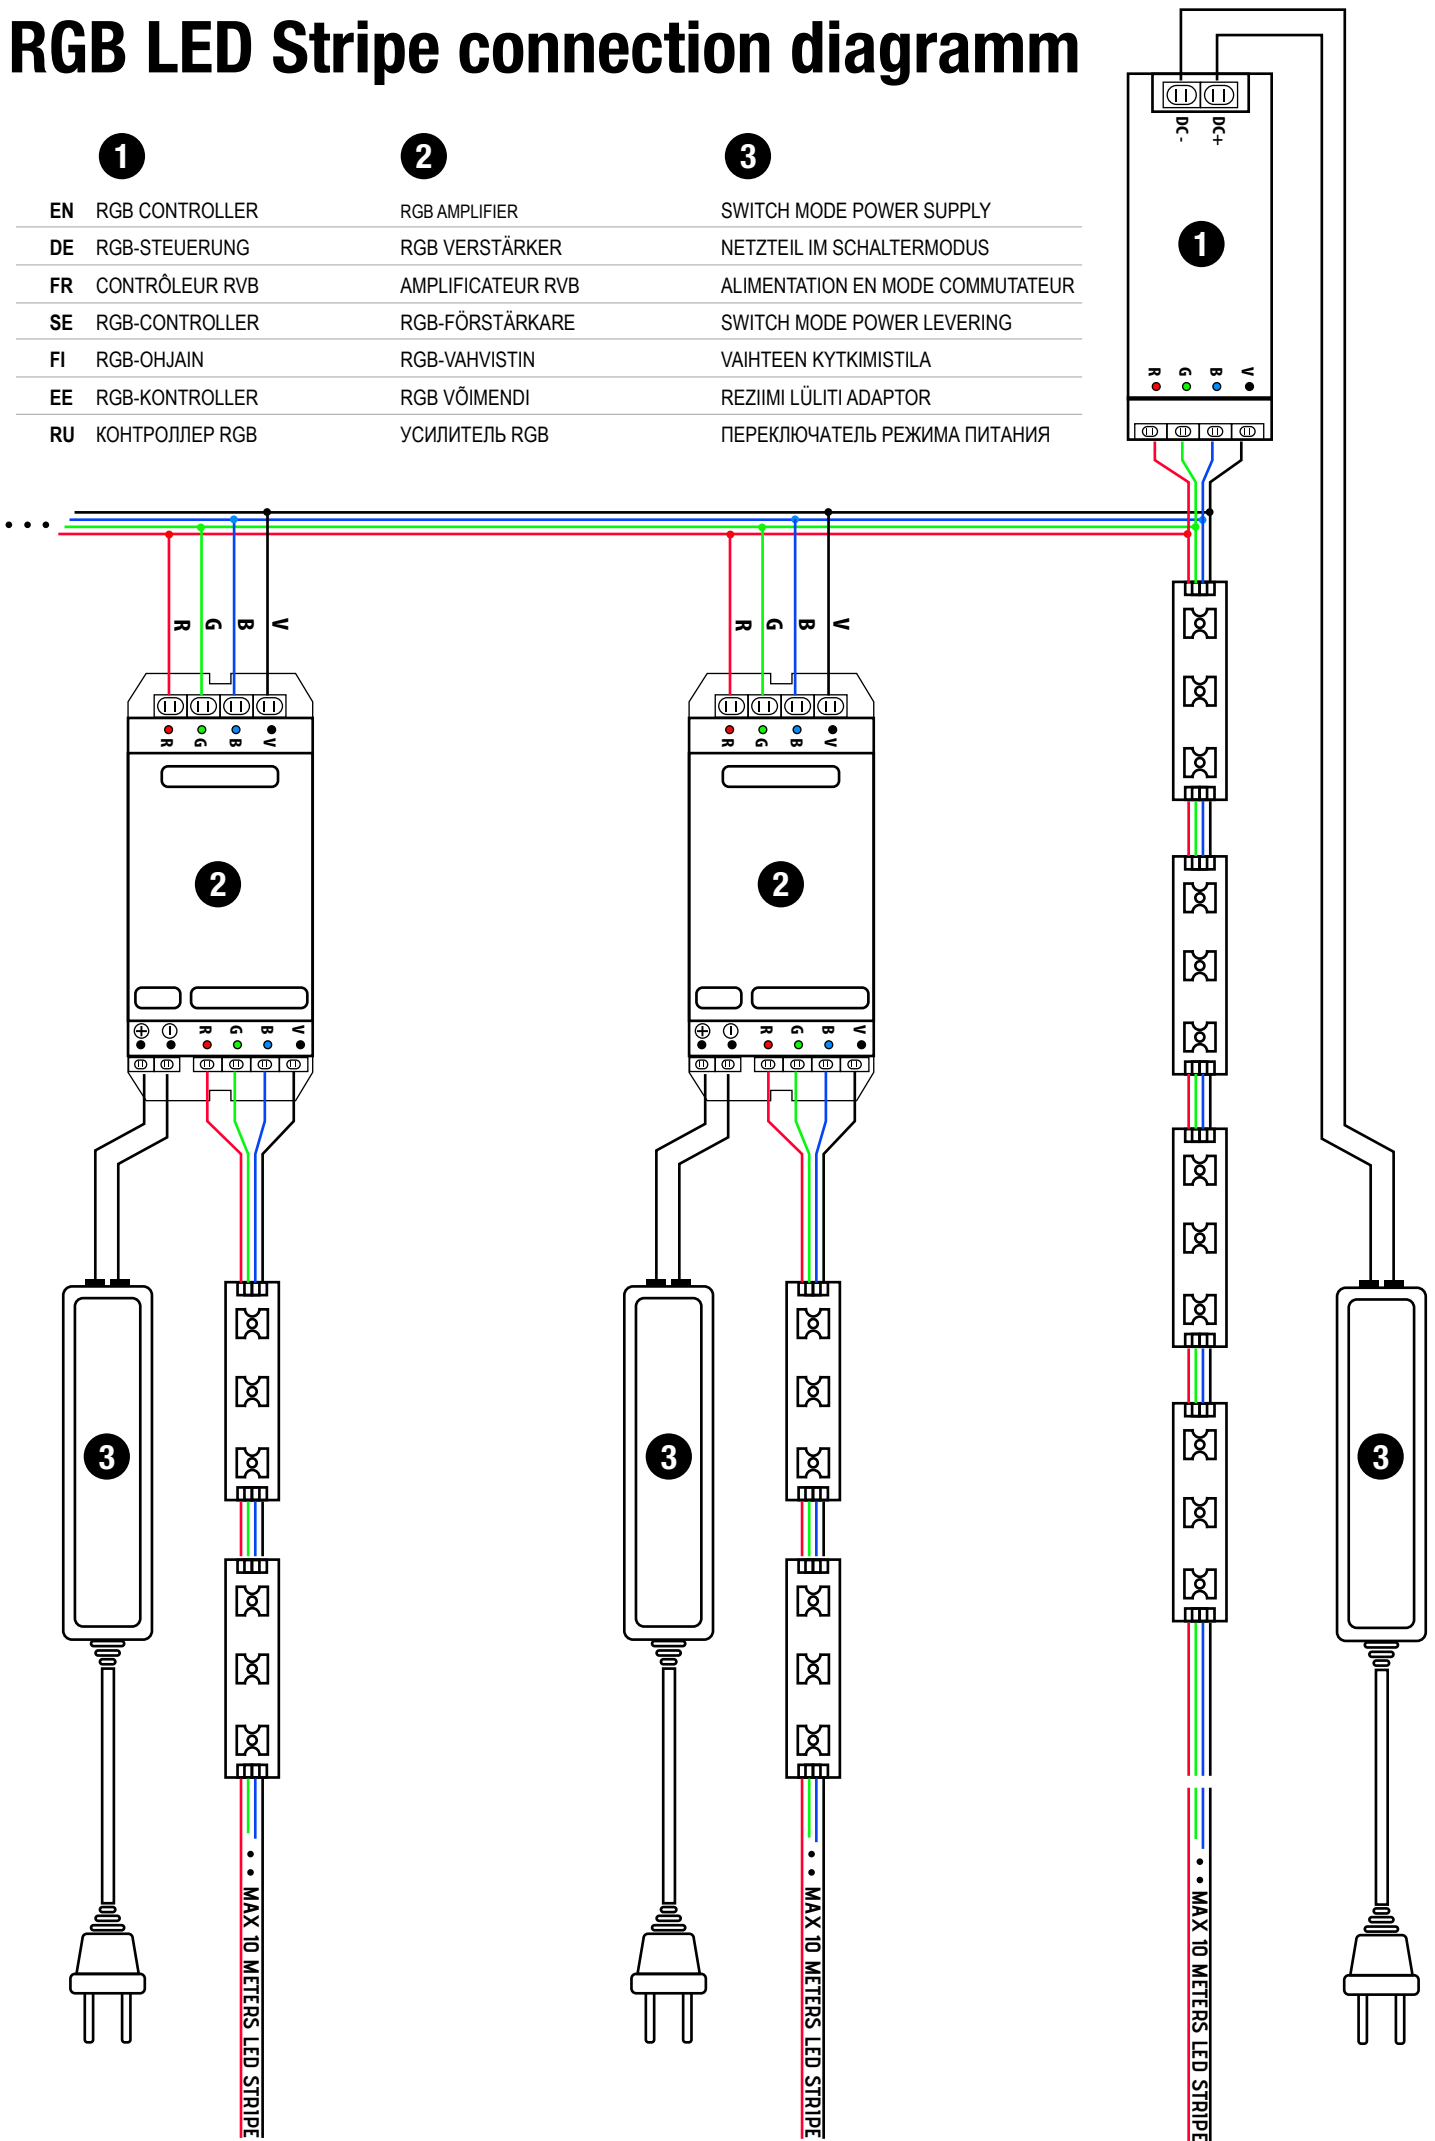 RGB LED Stripe connection diagramm
1 2 3
EN RGB CONTROLLER RGB AMPLIFIER SWITCH MODE POWER SUPPLY
DE RGB-STEUERUNG RGB VERSTÄRKER NETZTEIL IM SCHALTERMODUS
FR CONTRÔLEUR RVB AMPLIFICATEUR RVB ALIMENTATION EN MODE COMMUTATEUR
SE RGB-CONTROLLER RGB-FÖRSTÄRKARE SWITCH MODE POWER LEVERING
FI RGB-OHJAIN RGB-VAHVISTIN VAIHTEEN KYTKIMISTILA
EE RGB-KONTROLLER RGB VÕIMENDI REZIIMI LÜLITI ADAPTOR
RU КОНТРОЛЛЕР RGB УСИЛИТЕЛЬ RGB ПЕРЕКЛЮЧАТЕЛЬ РЕЖИМА ПИТАНИЯ
DC - DC+
1
R G B V
R G B V
R G B V
R G B V
R G B V
2
2
R G B V
R G B V
3
3
3
MAX 10 METERS LED STRIPE
MAX 10 METERS LED STRIPE
MAX 10 METERS LED STRIPE